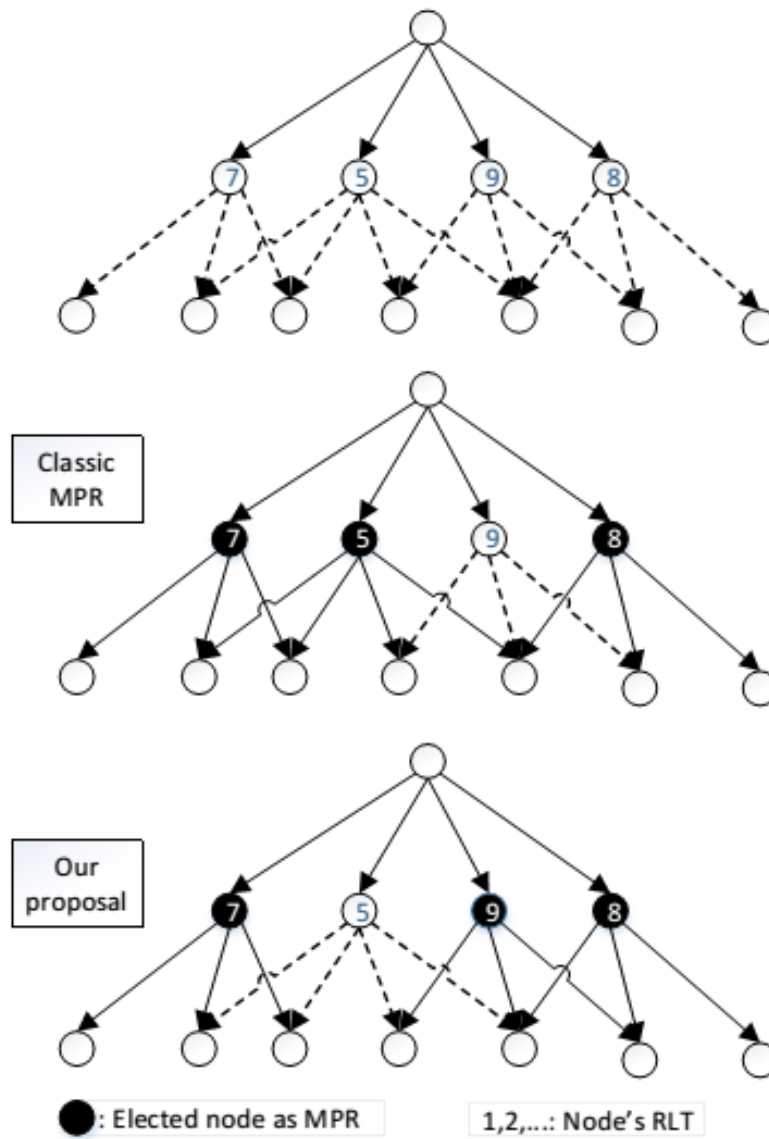 7 5 9 8
Classic
MPR
7 5 9 8
Our
proposal
7 5 9 8
: Elected node as MPR
1,2,...: Node's RLT